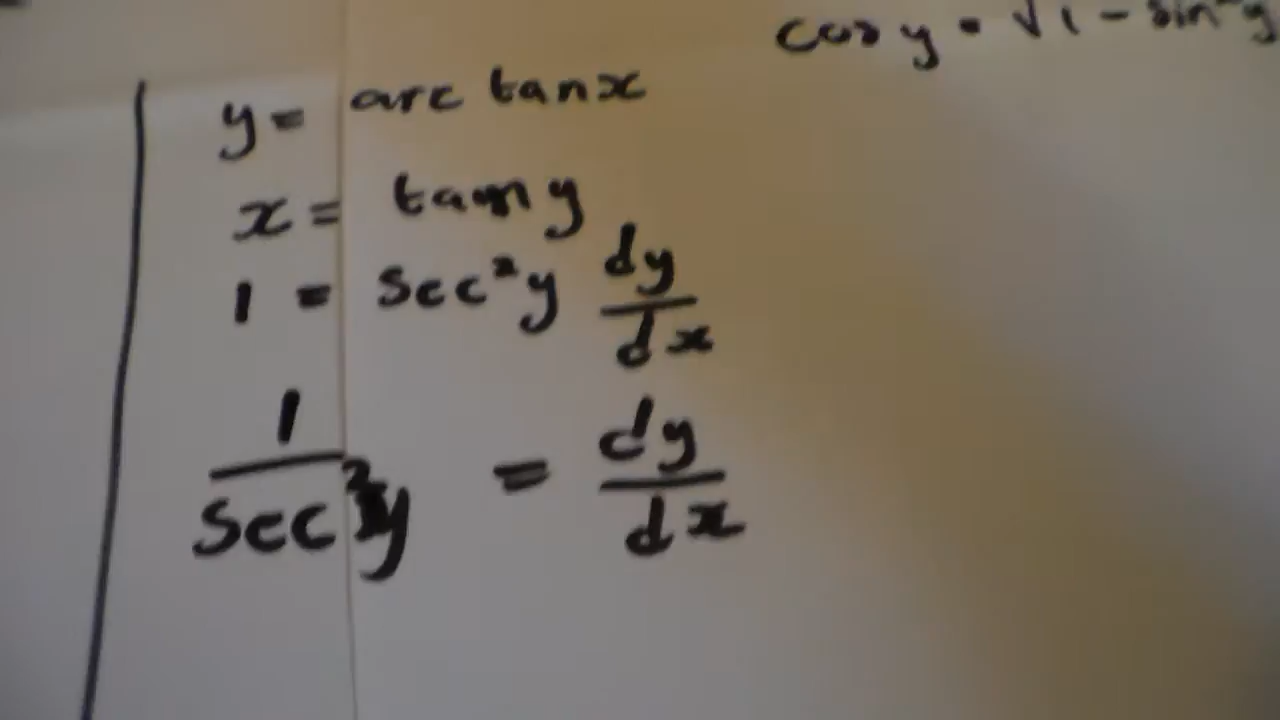 cos y = √1 - sin²y
y = arc tan x
x = tan y
1 = sec²y dy/dx
1/sec²y = dy/dx